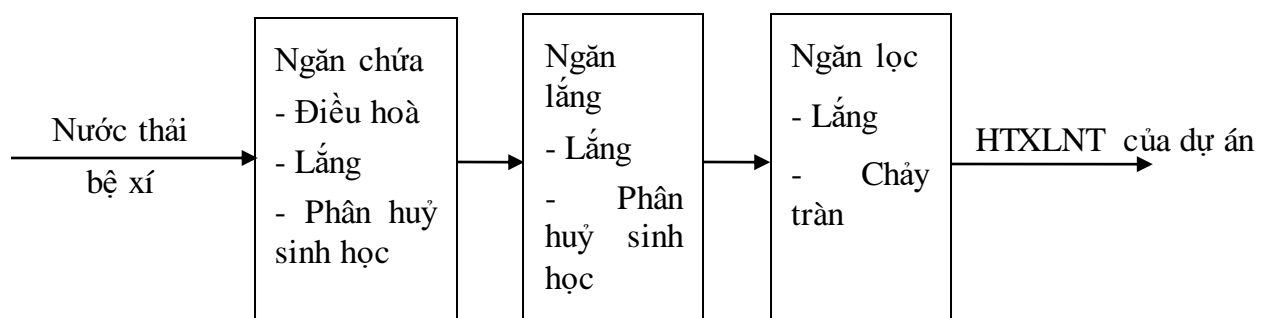 Nước thải
bệ xí
Ngăn chứa
- Điều hoà
- Lắng
- Phân huỷ
sinh học
Ngăn
lắng
- Lắng
- Phân
huỷ sinh
học
Ngăn lọc
- Lắng
- Chảy
tràn
HTXLNT của dự án